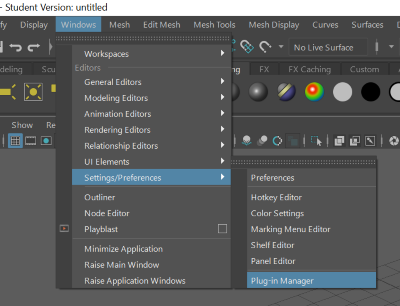 - Student Version: untitled
fy Display Windows Mesh Edit Mesh Mesh Tools Mesh Display Curves Surfaces D
No Live Surface
deling Sculp ng FX FX Caching Custom A
Show Ren
Workspaces
Editors
General Editors
Modeling Editors
Animation Editors
Rendering Editors
Relationship Editors
UI Elements
Settings/Preferences
Outliner
Node Editor
Playblast
Minimize Application
Raise Main Window
Raise Application Windows
Preferences
Hotkey Editor
Color Settings
Marking Menu Editor
Shelf Editor
Panel Editor
Plug-in Manager